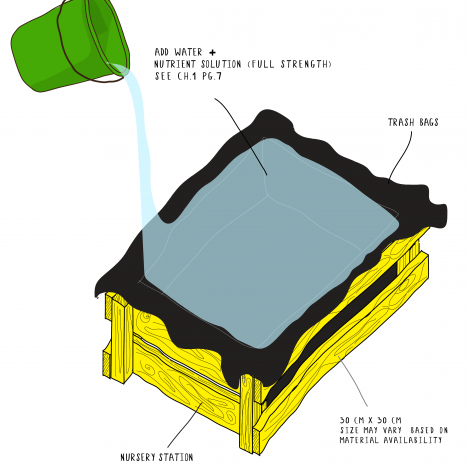 ADD WATER +
NUTRIENT SOLUTION (FULL STRENGTH)
SEE CH.1 PG.7
TRASH BAGS
30 CM X 30 CM
SIZE MAY VARY BASED ON
MATERIAL AVAILABILITY
NURSERY STATION